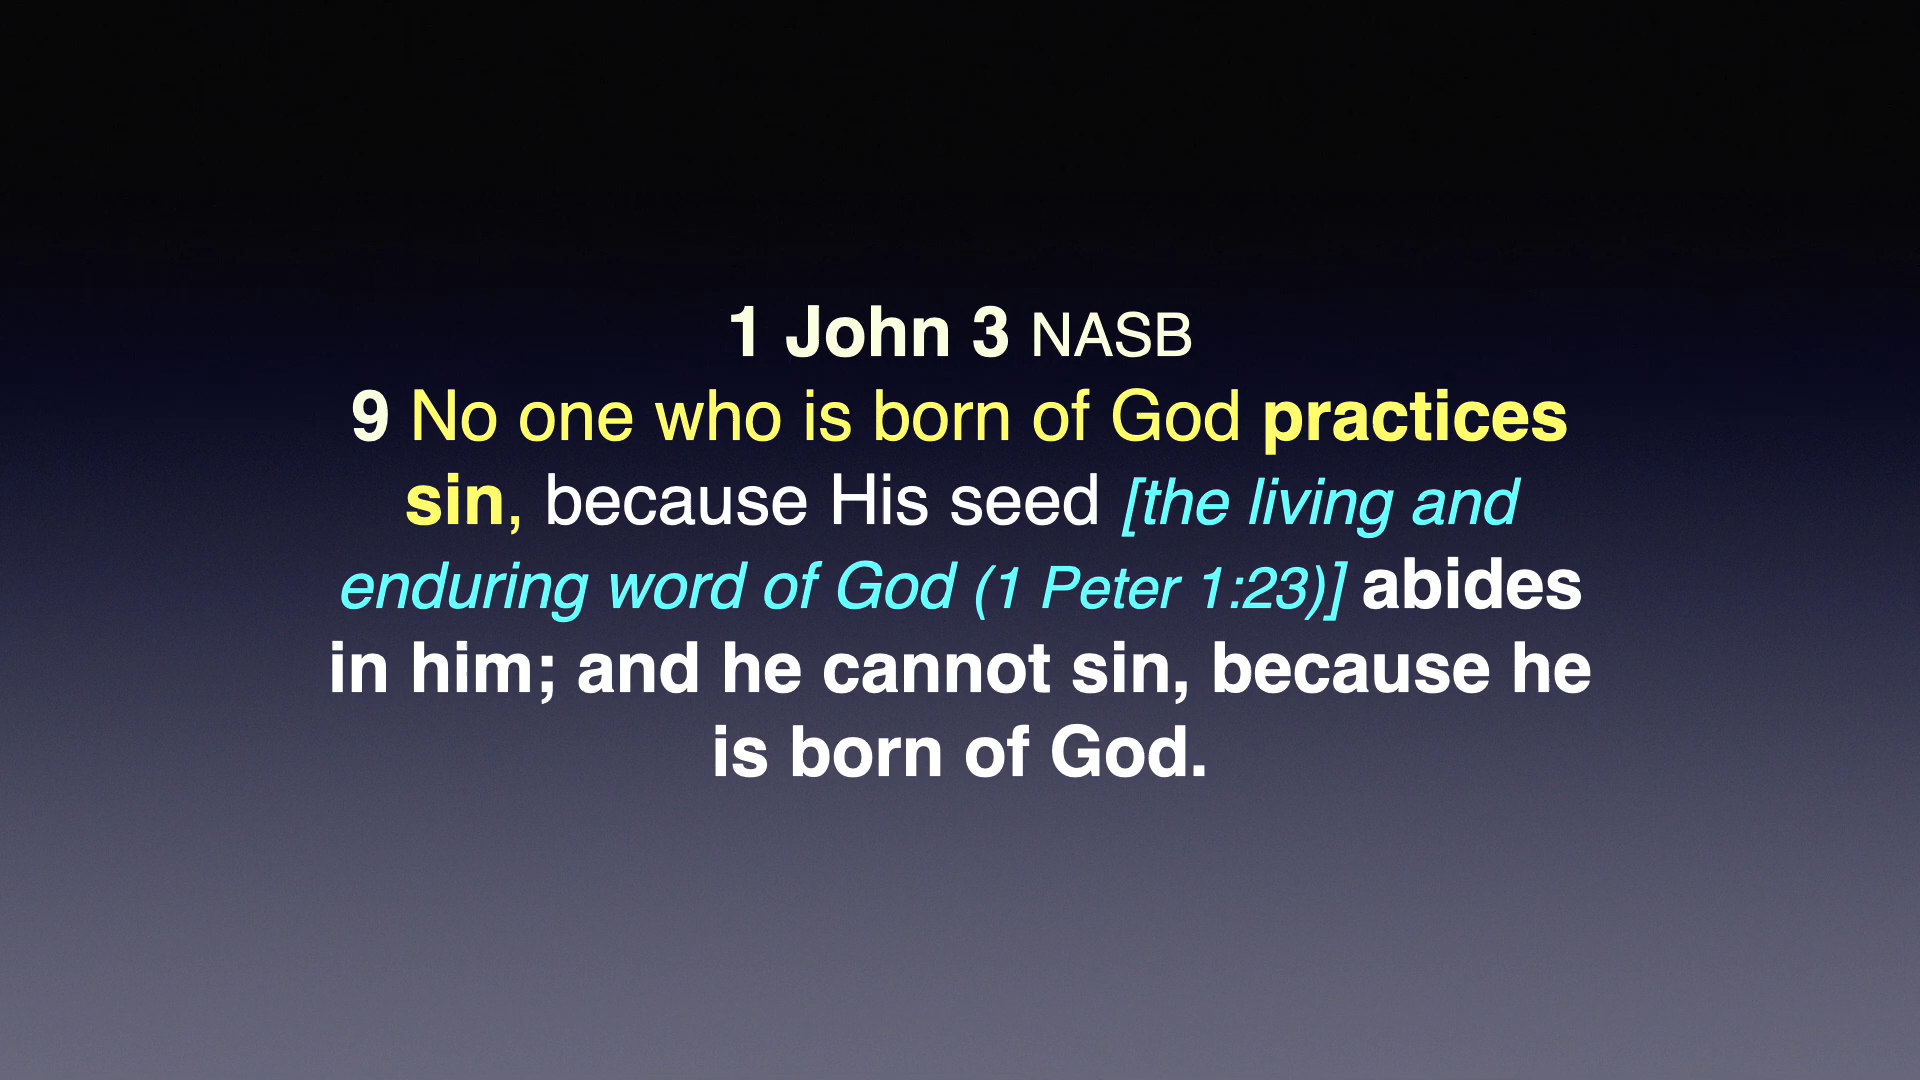 1 John 3 NASB
9 No one who is born of God practices
sin, because His seed [the living and
enduring word of God (1 Peter 1:23)] abides
in him; and he cannot sin, because he
is born of God.